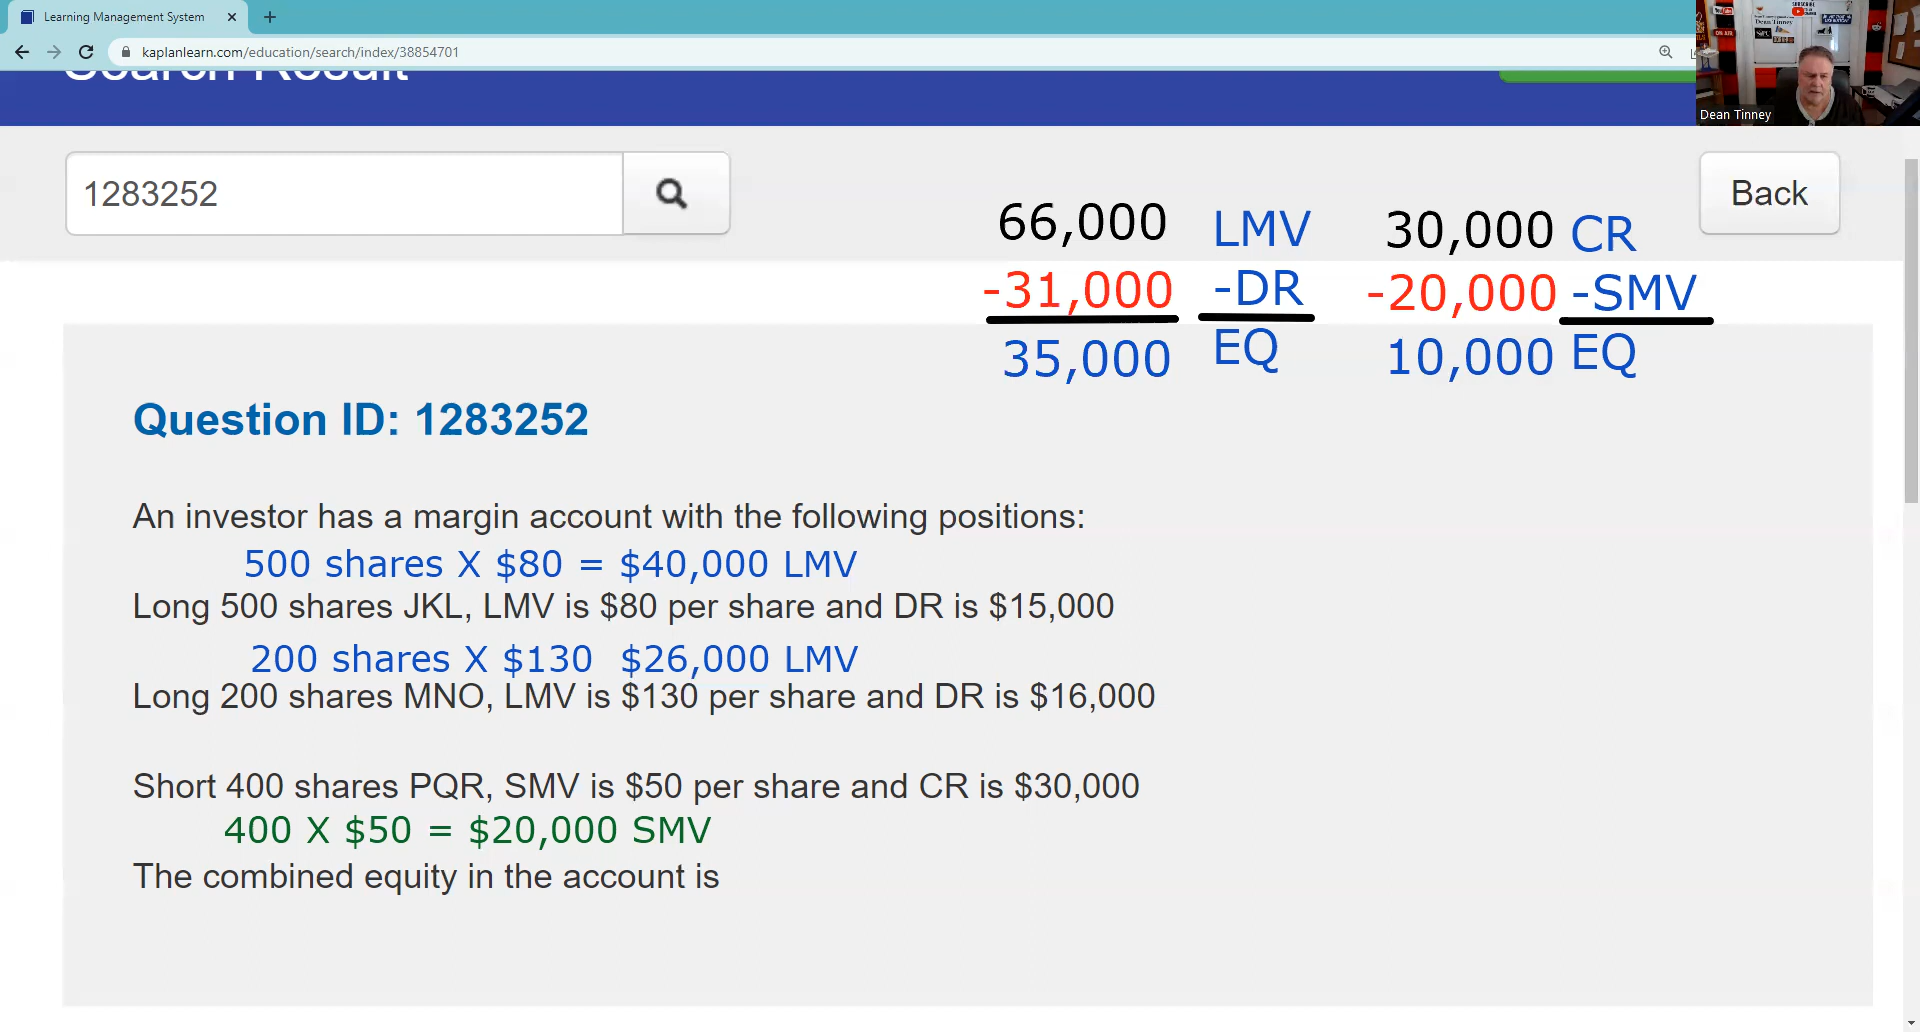 Learning Management System
kaplanlearn.com/education/search/index/38854701
Search Result
Dean Tinney
1283252
Back
66,000 LMV 30,000 CR
-31,000 -DR -20,000 -SMV
35,000 EQ 10,000 EQ
Question ID: 1283252
An investor has a margin account with the following positions:
500 shares X $80 = $40,000 LMV
Long 500 shares JKL, LMV is $80 per share and DR is $15,000
200 shares X $130 $26,000 LMV
Long 200 shares MNO, LMV is $130 per share and DR is $16,000
Short 400 shares PQR, SMV is $50 per share and CR is $30,000
400 X $50 = $20,000 SMV
The combined equity in the account is